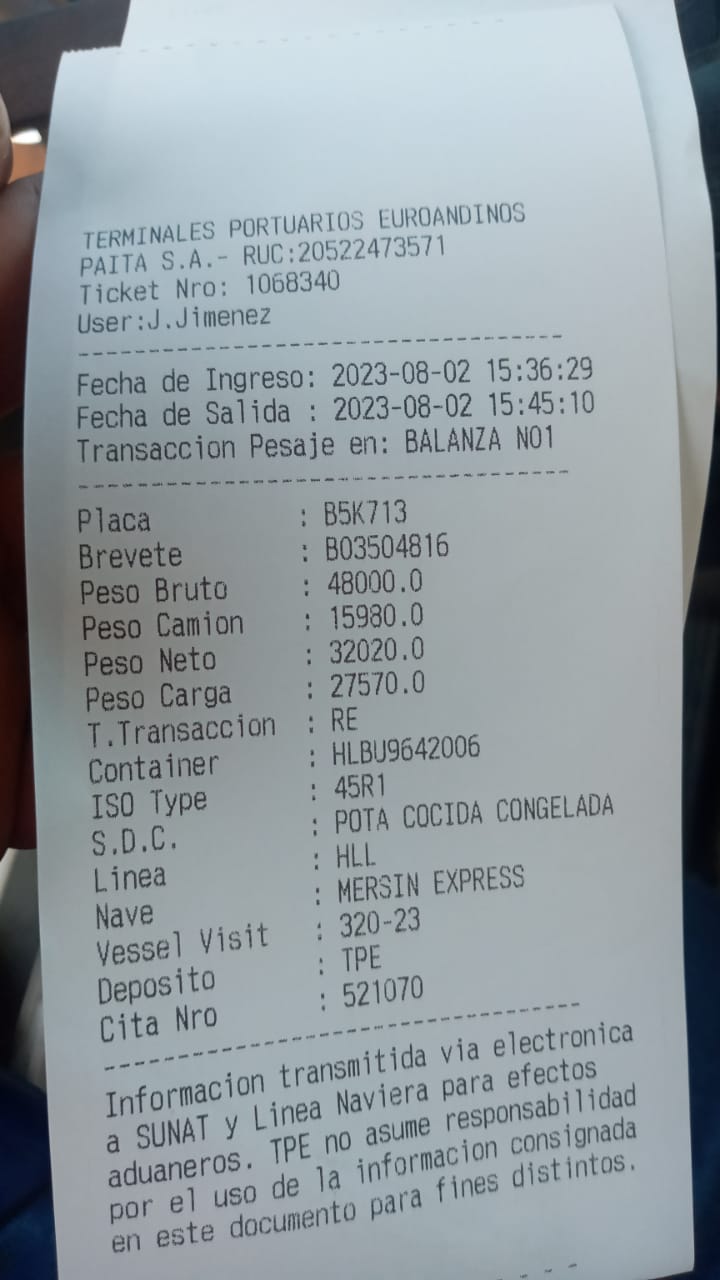 TERMINALES PORTUARIOS EUROANDINOS
PAITA S.A.- RUC:20522473571
Ticket Nro: 1068340
User:J.Jimenez
Fecha de Ingreso: 2023-08-02 15:36:29
Fecha de Salida : 2023-08-02 15:45:10
Transaccion Pesaje en: BALANZA NO1
Placa : B5K713
Brevete : B03504816
Peso Bruto : 48000.0
Peso Camion : 15980.0
Peso Neto : 32020.0
Peso Carga : 27570.0
T.Transaccion : RE
Container : HLBU9642006
ISO Type : 45R1
S.D.C. : POTA COCIDA CONGELADA
Linea : HLL
Nave : MERSIN EXPRESS
Vessel Visit : 320-23
Deposito : TPE
Cita Nro : 521070
Informacion transmitida via electronica
a SUNAT y Linea Naviera para efectos
aduaneros. TPE no asume responsabilidad
por el uso de la informacion consignada
en este documento para fines distintos.